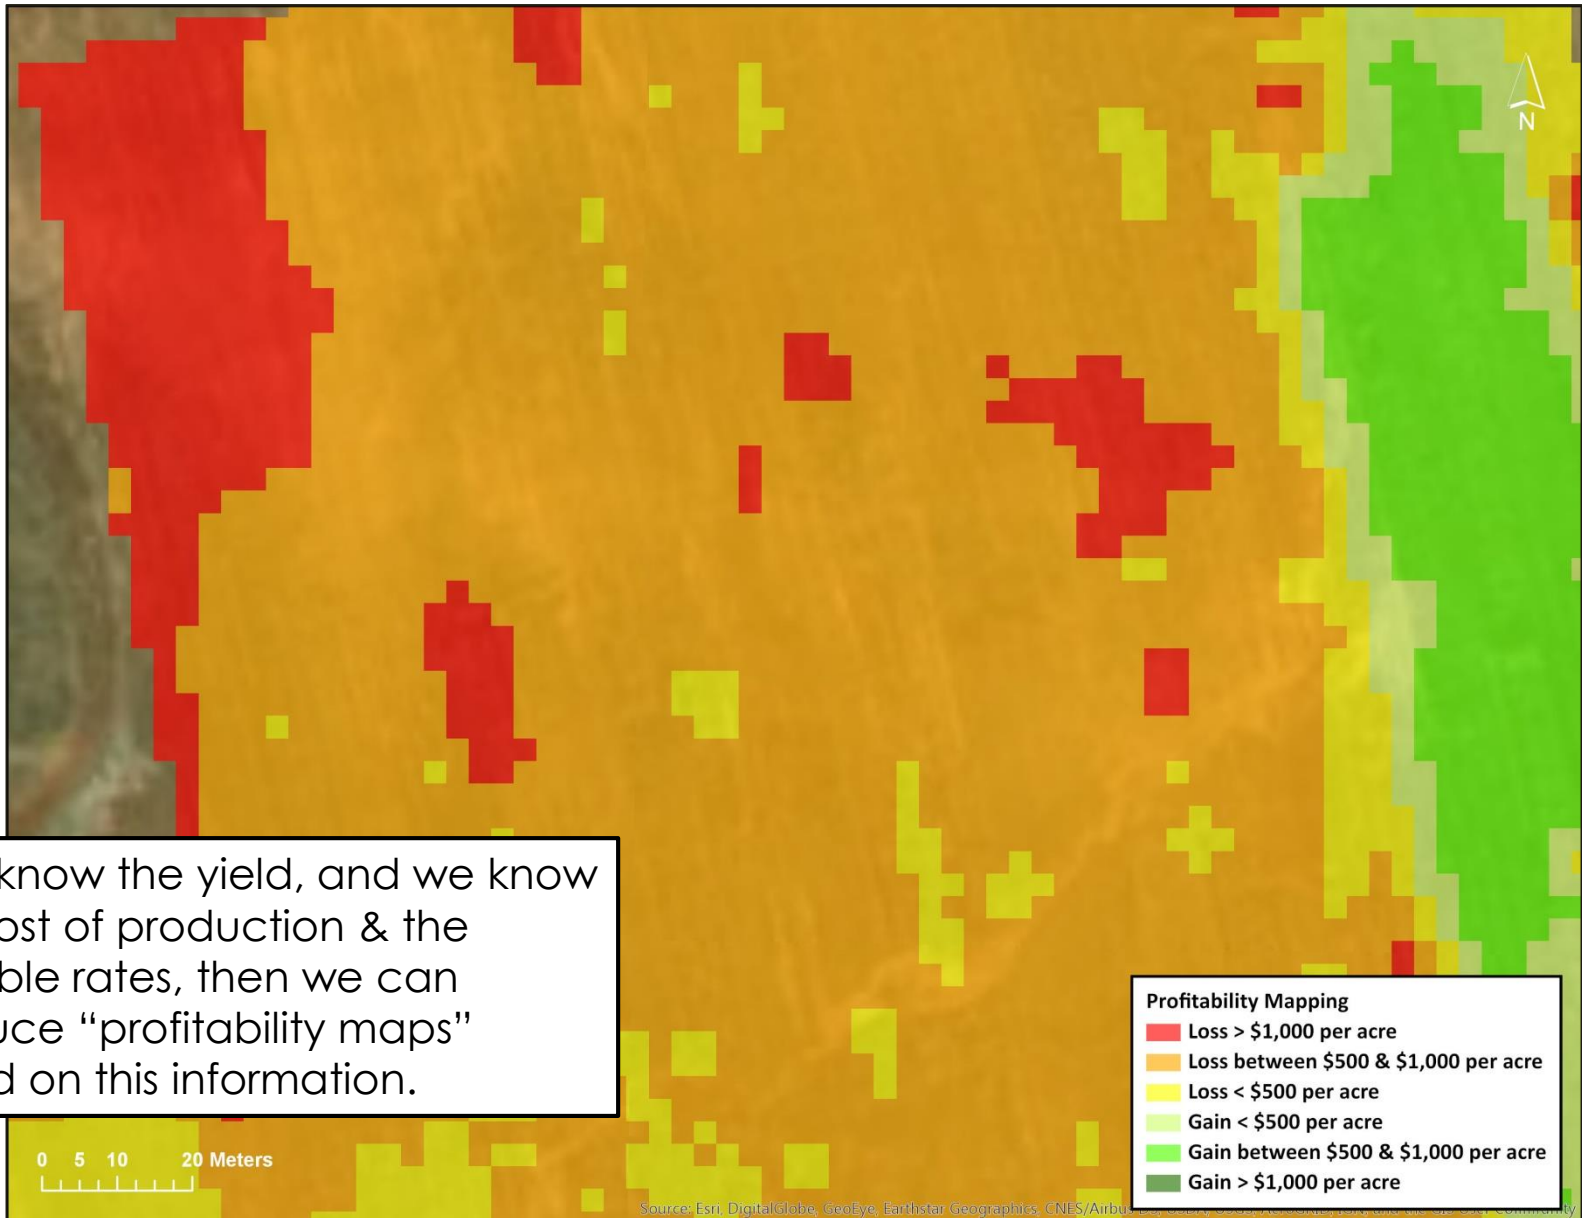 N
know the yield, and we know
ost of production & the
ble rates, then we can
uce “profitability maps”
d on this information.
Profitability Mapping
Loss > $1,000 per acre
Loss between $500 & $1,000 per acre
Loss < $500 per acre
Gain < $500 per acre
Gain between $500 & $1,000 per acre
Gain > $1,000 per acre
0 5 10 20 Meters
Source: Esri, DigitalGlobe, GeoEye, Earthstar Geographics, CNES/Airbus